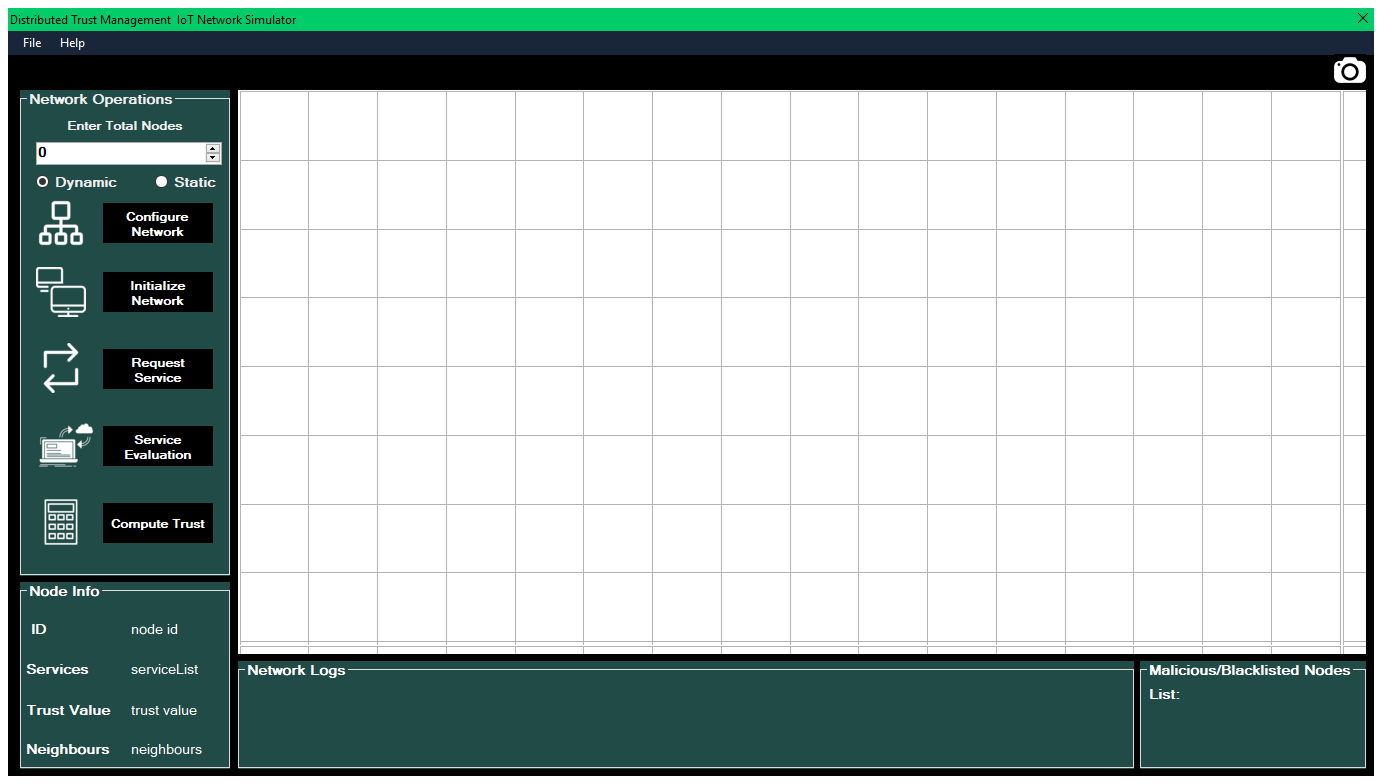 Distributed Trust Management  IoT Network Simulator
File Help
Network Operations
Enter Total Nodes
0
Dynamic Static
Configure
Network
Initialize
Network
Request
Service
Service
Evaluation
Compute Trust
Node Info
ID node id
Services serviceList
Trust Value trust value
Neighbours neighbours
Network Logs
Malicious/Blacklisted Nodes
List: